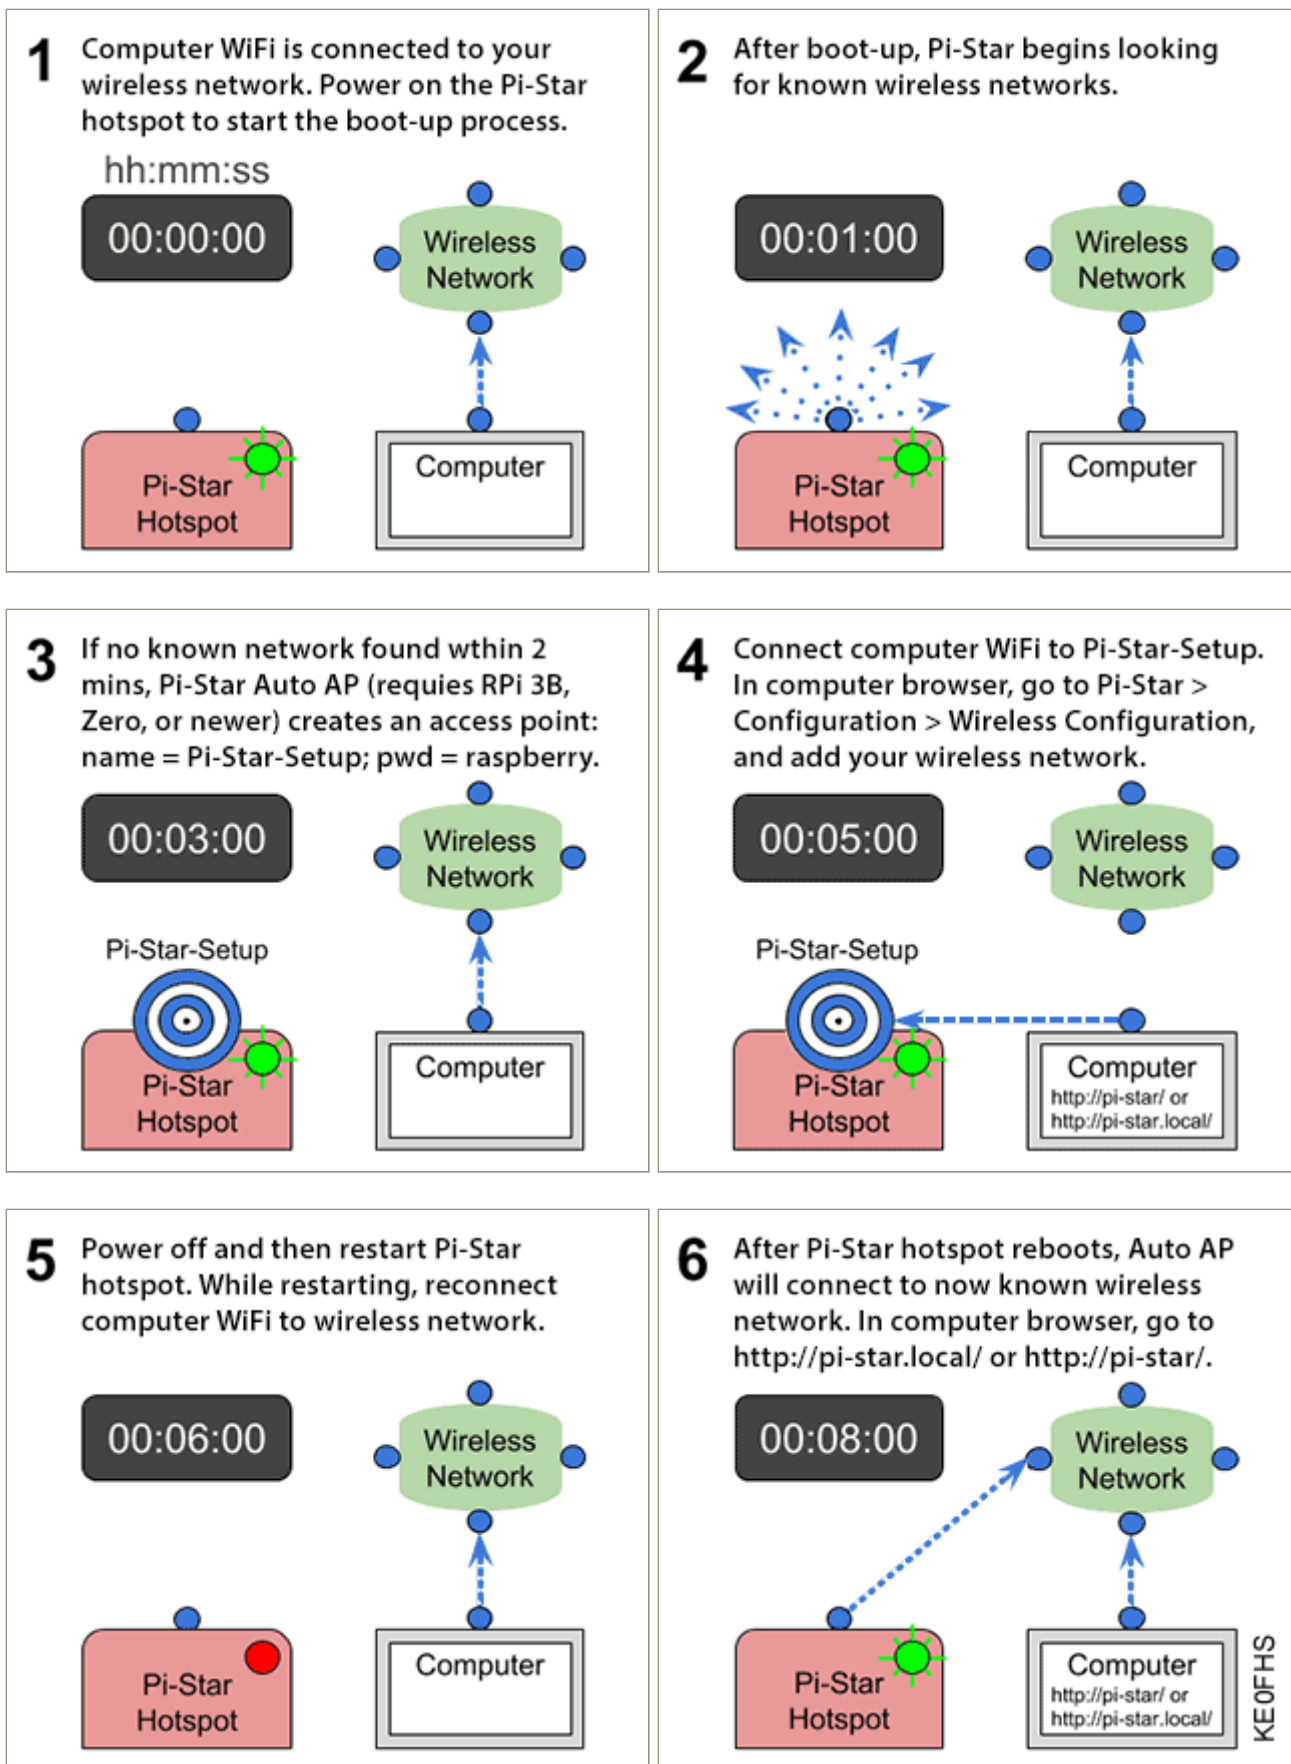 1
Computer WiFi is connected to your
wireless network. Power on the Pi-Star
hotspot to start the boot-up process.
hh:mm:ss
00:00:00
Wireless
Network
Pi-Star
Hotspot
Computer
2
After boot-up, Pi-Star begins looking
for known wireless networks.
00:01:00
Wireless
Network
Pi-Star
Hotspot
Computer
3
If no known network found wthin 2
mins, Pi-Star Auto AP (requies RPi 3B,
Zero, or newer) creates an access point:
name = Pi-Star-Setup; pwd = raspberry.
00:03:00
Wireless
Network
Pi-Star-Setup
Pi-Star
Hotspot
Computer
4
Connect computer WiFi to Pi-Star-Setup.
In computer browser, go to Pi-Star >
Configuration > Wireless Configuration,
and add your wireless network.
00:05:00
Wireless
Network
Pi-Star-Setup
Pi-Star
Hotspot
Computer
http://pi-star/ or
http://pi-star.local/
5
Power off and then restart Pi-Star
hotspot. While restarting, reconnect
computer WiFi to wireless network.
00:06:00
Wireless
Network
Pi-Star
Hotspot
Computer
6
After Pi-Star hotspot reboots, Auto AP
will connect to now known wireless
network. In computer browser, go to
http://pi-star.local/ or http://pi-star/.
00:08:00
Wireless
Network
Pi-Star
Hotspot
Computer
http://pi-star/ or
http://pi-star.local/
KE0FHS